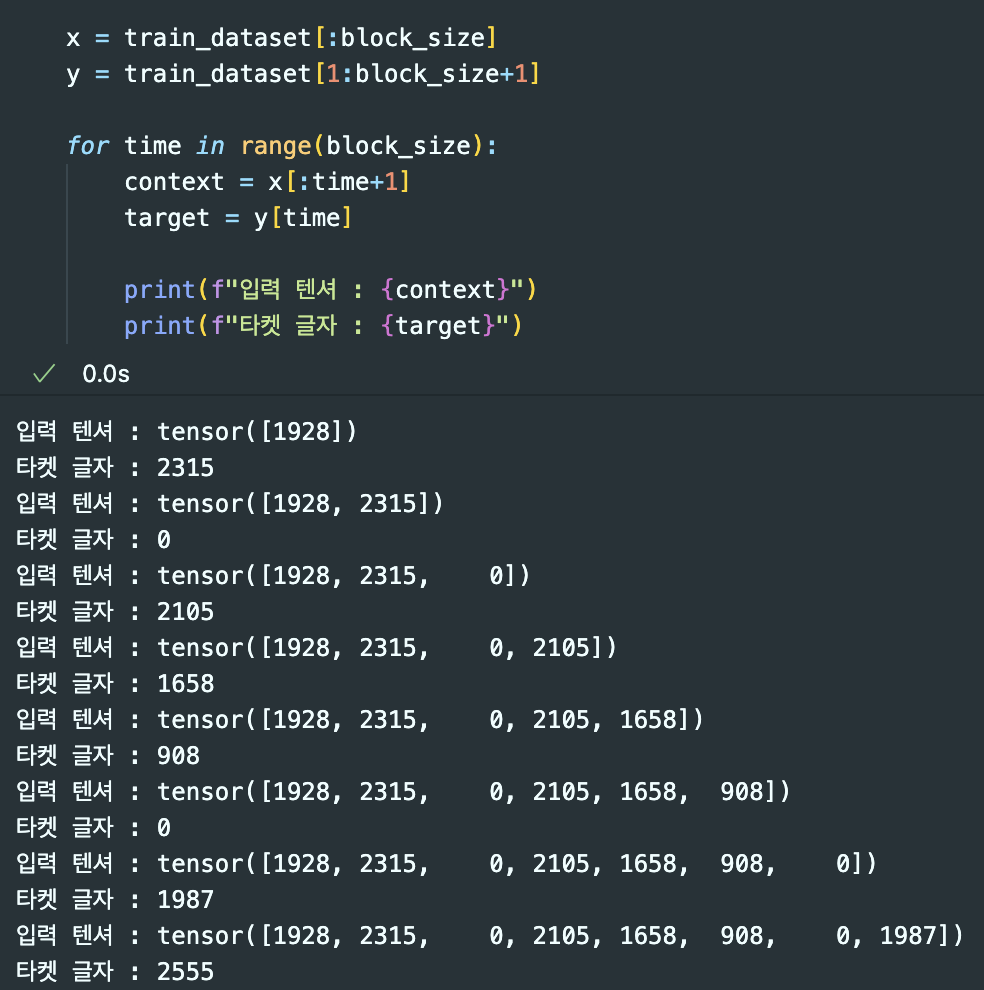 x = train_dataset[:block_size]
y = train_dataset[1:block_size+1]
for time in range(block_size):
    context = x[:time+1]
    target = y[time]
    print(f"입력 텐셔 : {context}")
    print(f"타켓 글자 : {target}")
0.0s
입력 텐셔 : tensor([1928])
타켓 글자 : 2315
입력 텐셔 : tensor([1928, 2315])
타켓 글자 : 0
입력 텐셔 : tensor([1928, 2315,    0])
타켓 글자 : 2105
입력 텐셔 : tensor([1928, 2315,    0, 2105])
타켓 글자 : 1658
입력 텐셔 : tensor([1928, 2315,    0, 2105, 1658])
타켓 글자 : 908
입력 텐셔 : tensor([1928, 2315,    0, 2105, 1658,  908])
타켓 글자 : 0
입력 텐셔 : tensor([1928, 2315,    0, 2105, 1658,  908,    0])
타켓 글자 : 1987
입력 텐셔 : tensor([1928, 2315,    0, 2105, 1658,  908,    0, 1987])
타켓 글자 : 2555